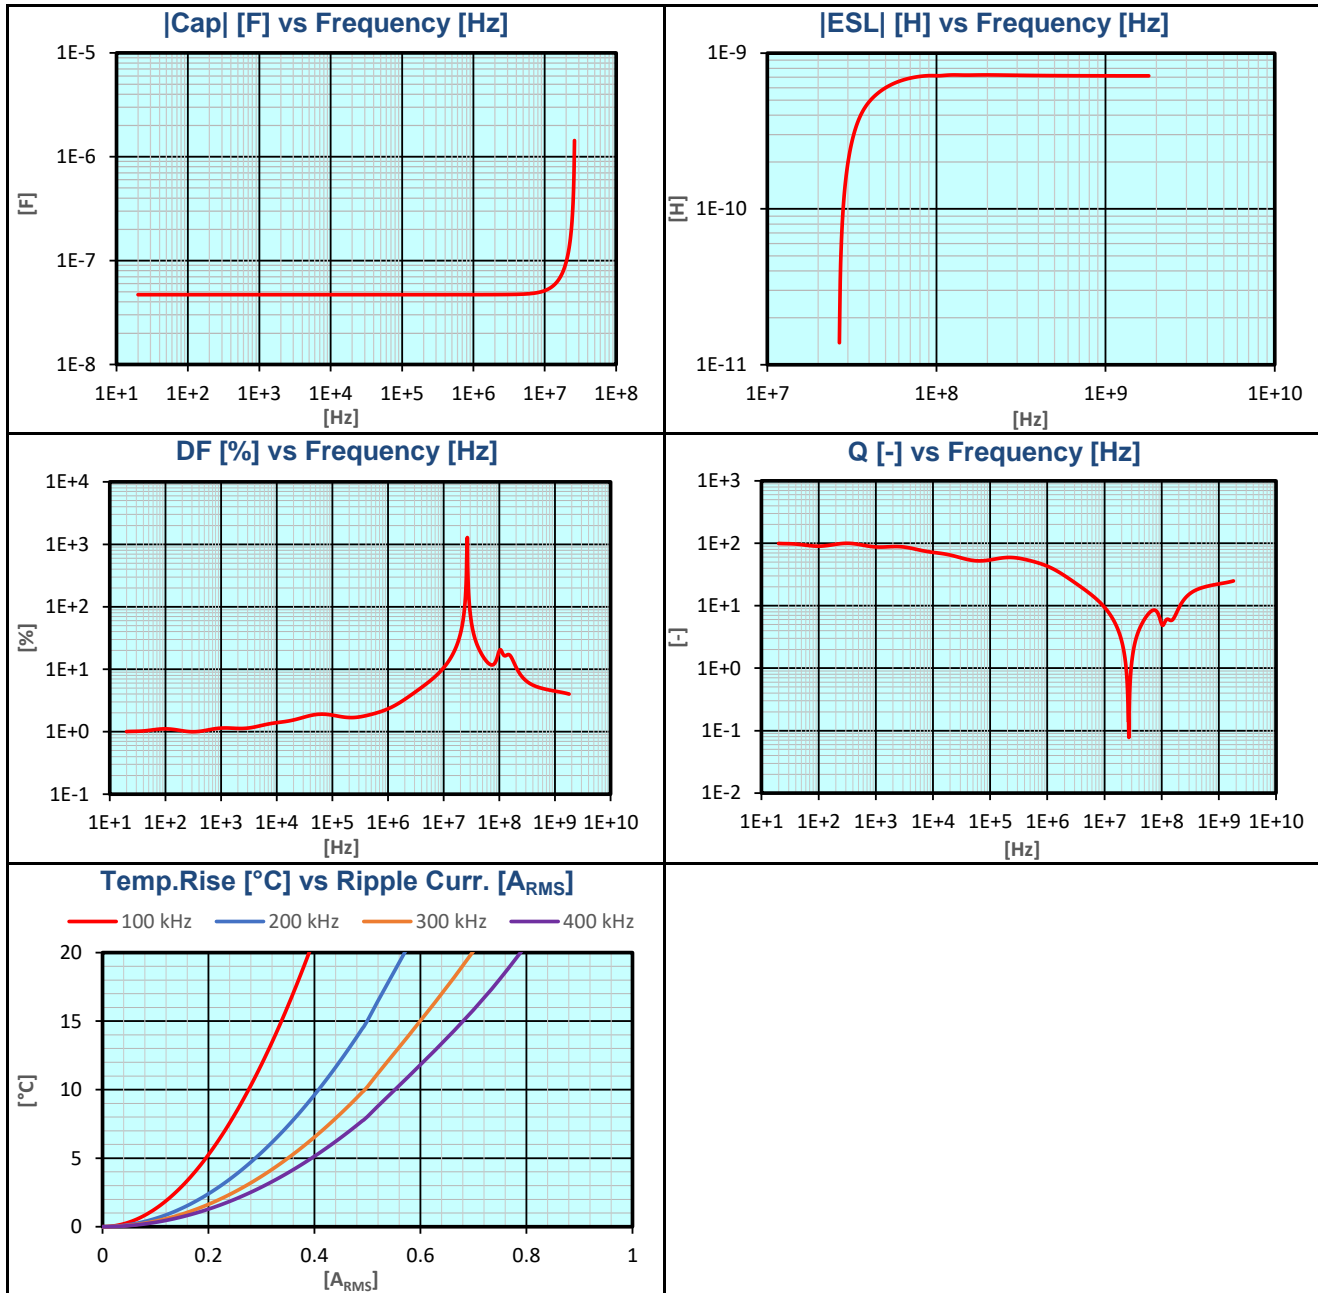 |Cap| [F] vs Frequency [Hz]
1E-5
1E-6
1E-7
1E-8
[F]
1E+1 1E+2 1E+3 1E+4 1E+5 1E+6 1E+7 1E+8
[Hz]
|ESL| [H] vs Frequency [Hz]
1E-9
1E-10
1E-11
[H]
1E+7 1E+8 1E+9 1E+10
[Hz]
DF [%] vs Frequency [Hz]
1E+4
1E+3
1E+2
1E+1
1E+0
1E-1
[%]
1E+1 1E+2 1E+3 1E+4 1E+5 1E+6 1E+7 1E+8 1E+9 1E+10
[Hz]
Q [-] vs Frequency [Hz]
1E+3
1E+2
1E+1
1E+0
1E-1
1E-2
[-]
1E+1 1E+2 1E+3 1E+4 1E+5 1E+6 1E+7 1E+8 1E+9 1E+10
[Hz]
Temp.Rise [°C] vs Ripple Curr. [ARMS]
100 kHz 200 kHz 300 kHz 400 kHz
20
15
10
5
0
[°C]
0 0.2 0.4 0.6 0.8 1
[ARMS]